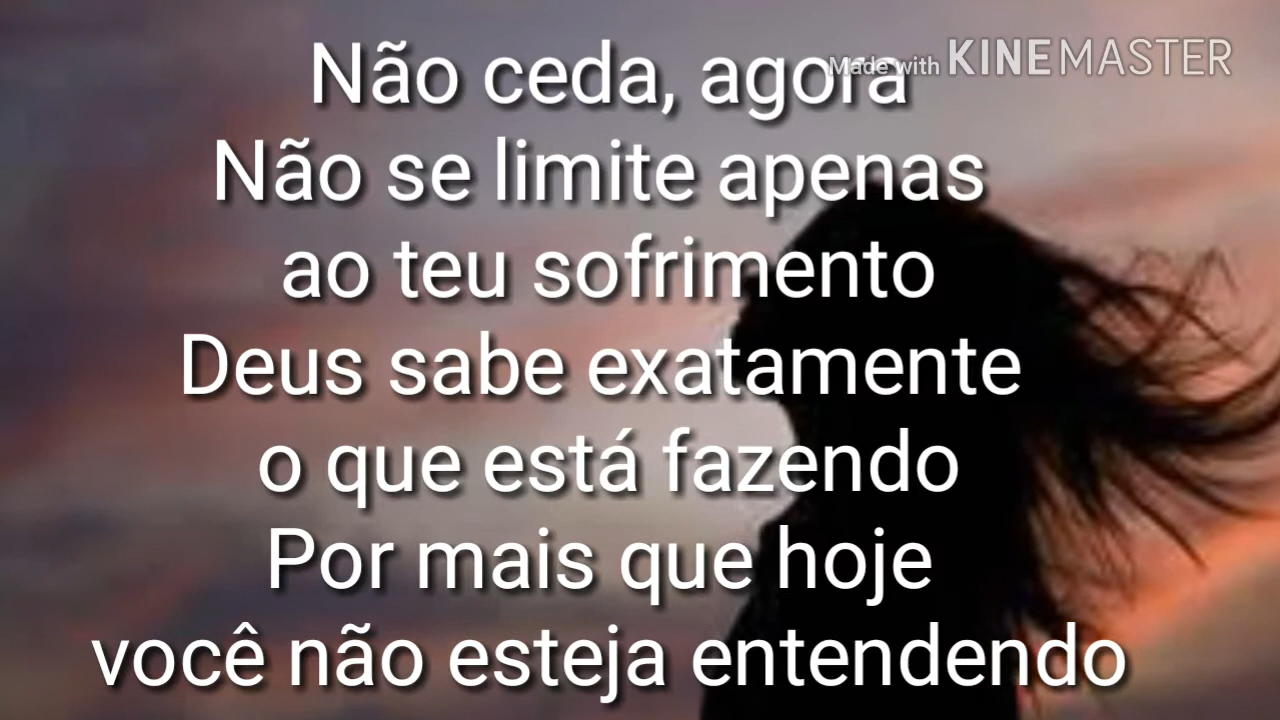 Made with KINEMASTER
Não ceda, agora
Não se limite apenas
ao teu sofrimento
Deus sabe exatamente
o que está fazendo
Por mais que hoje
você não esteja entendendo